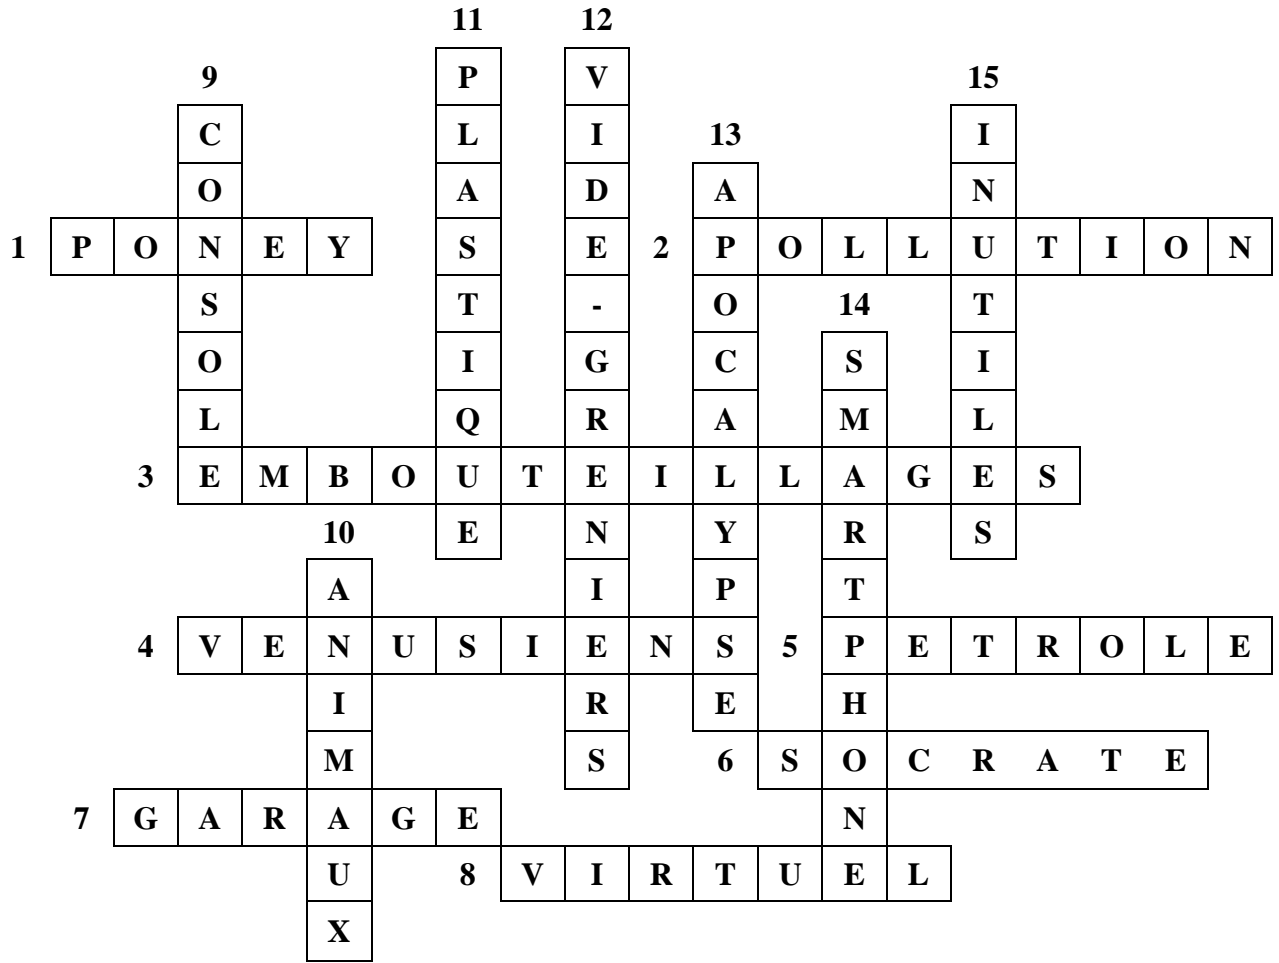 11 12
P V
9 15
C L I 13 I
O A D A N
1 P O N E Y S E 2 P O L L U T I O N
S T - O 14 T
O I G C S I
L Q R A M L
3 E M B O U T E I L L A G E S
10 E N Y R S
A I P T
4 V E N U S I E N S 5 P E T R O L E
I R E H
M S 6 S O C R A T E
7 G A R A G E N
U 8 V I R T U E L
X